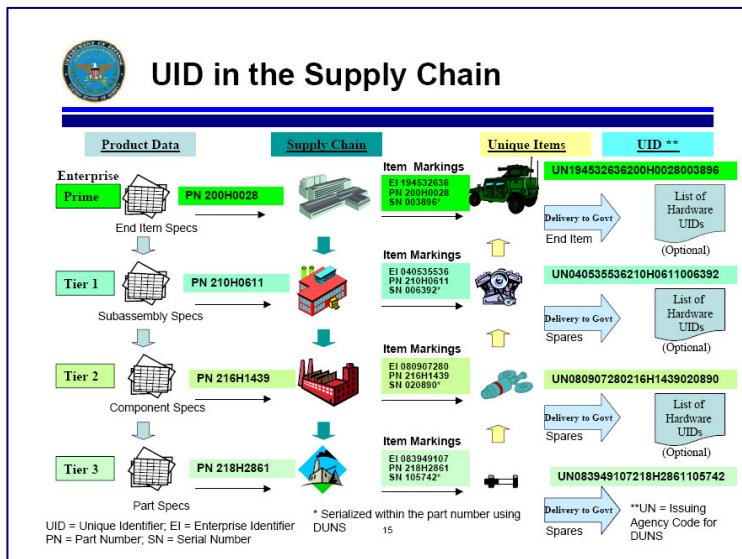 UID in the Supply Chain
Product Data
Supply Chain
Unique Items
UID **
Enterprise
Prime
PN 200H0028
End Item Specs
Item Markings
EI 194532636
PN 200H0028
SN 003896*
UN194532636200H0028003896
Delivery to Govt
End Item
List of
Hardware
UIDs
(Optional)
Tier 1
PN 210H0611
Subassembly Specs
Item Markings
EI 040535536
PN 210H0611
SN 006392*
UN040535536210H0611006392
Delivery to Govt
Spares
List of
Hardware
UIDs
(Optional)
Tier 2
PN 216H1439
Component Specs
Item Markings
EI 080907280
PN 216H1439
SN 020890*
UN080907280216H1439020890
Delivery to Govt
Spares
List of
Hardware
UIDs
(Optional)
Tier 3
PN 218H2861
Part Specs
Item Markings
EI 083949107
PN 218H2861
SN 105742*
UN083949107218H2861105742
Delivery to Govt
Spares
UID = Unique Identifier; EI = Enterprise Identifier
PN = Part Number; SN = Serial Number
* Serialized within the part number using
DUNS
15
**UN = Issuing
Agency Code for
DUNS